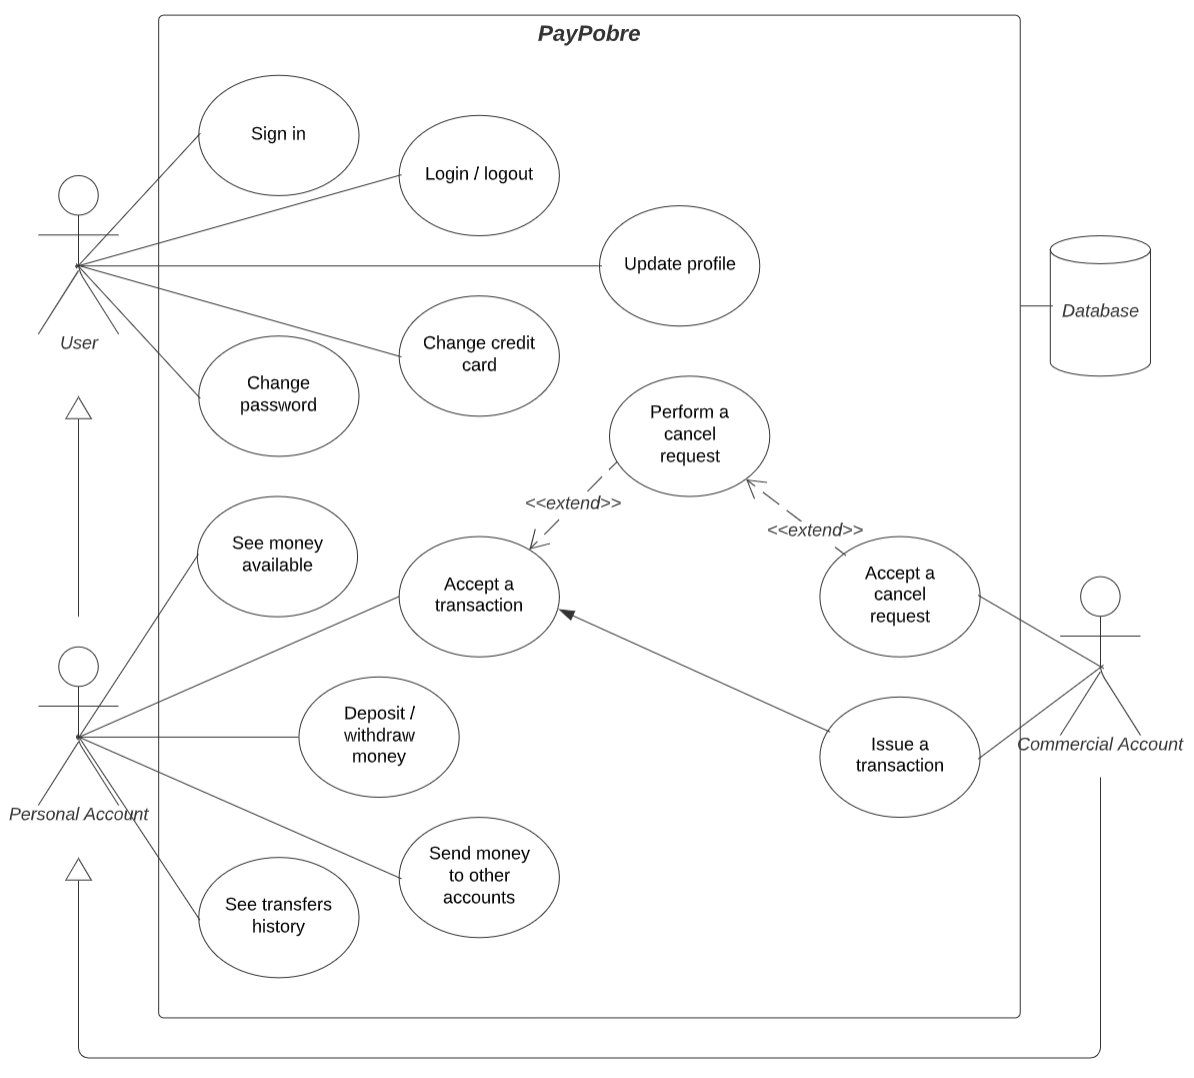 PayPobre
Sign in
Login / logout
Update profile
Database
User
Change credit
card
Change
password
Perform a
cancel
request
<<extend>>
<<extend>>
See money
available
Accept a
transaction
Accept a
cancel
request
Deposit /
withdraw
money
Issue a
transaction
Commercial Account
Personal Account
Send money
to other
accounts
See transfers
history